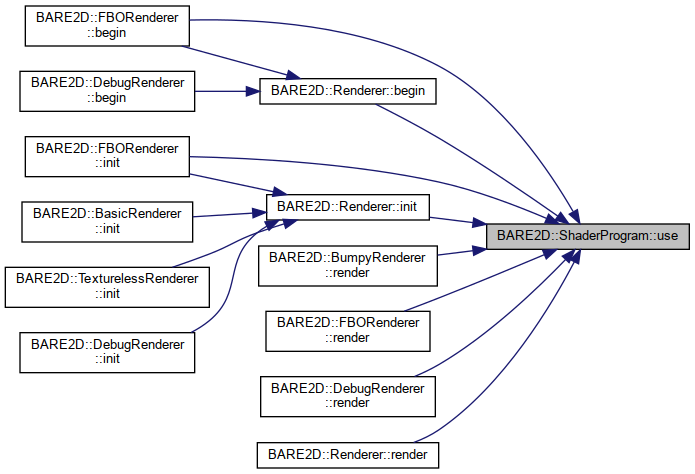 BARE2D::FBORenderer
::begin
BARE2D::DebugRenderer
::begin
BARE2D::Renderer::begin
BARE2D::FBORenderer
::init
BARE2D::BasicRenderer
::init
BARE2D::Renderer::init
BARE2D::ShaderProgram::use
BARE2D::TexturelessRenderer
::init
BARE2D::BumpyRenderer
::render
BARE2D::DebugRenderer
::init
BARE2D::FBORenderer
::render
BARE2D::DebugRenderer
::render
BARE2D::Renderer::render